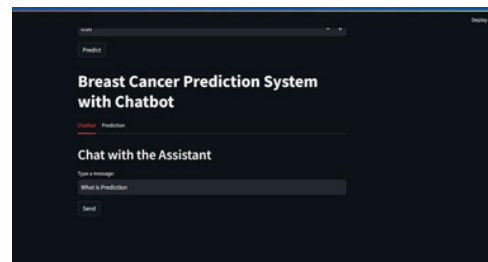 Deploy
Predict
Breast Cancer Prediction System
with Chatbot
Chatbot Prediction
Chat with the Assistant
Type a message:
What is Prediction
Send